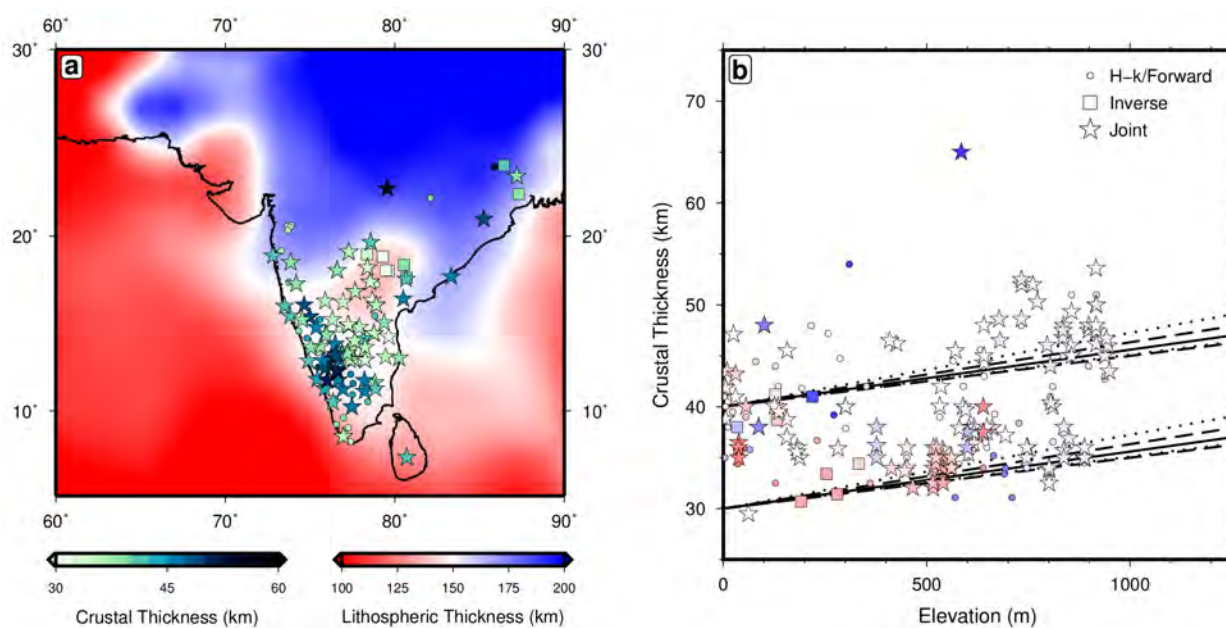 60° 70° 80° 90°
30° 30°
a
20° 20°
10° 10°
60° 70° 80° 90°
30 45 60
Crustal Thickness (km)
100 125 150 175 200
Lithospheric Thickness (km)
b
H−k/Forward
Inverse
Joint
70
60
50
40
30
Crustal Thickness (km)
0 500 1000
Elevation (m)